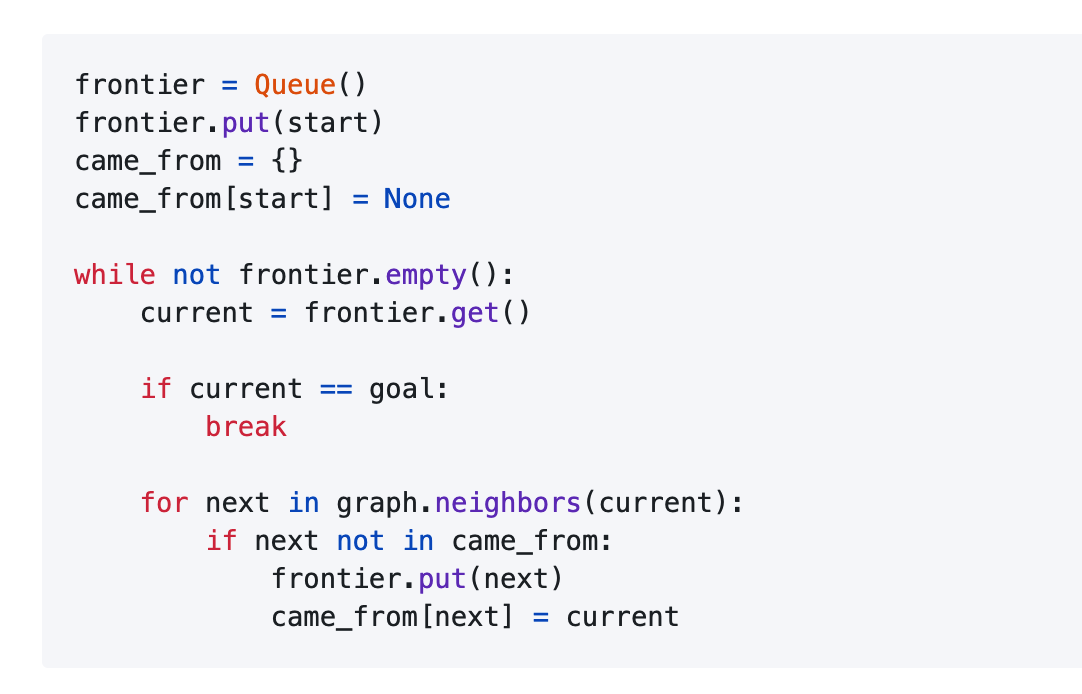 frontier = Queue()
frontier.put(start)
came_from = {}
came_from[start] = None

while not frontier.empty():
    current = frontier.get()

    if current == goal:
        break

    for next in graph.neighbors(current):
        if next not in came_from:
            frontier.put(next)
            came_from[next] = current